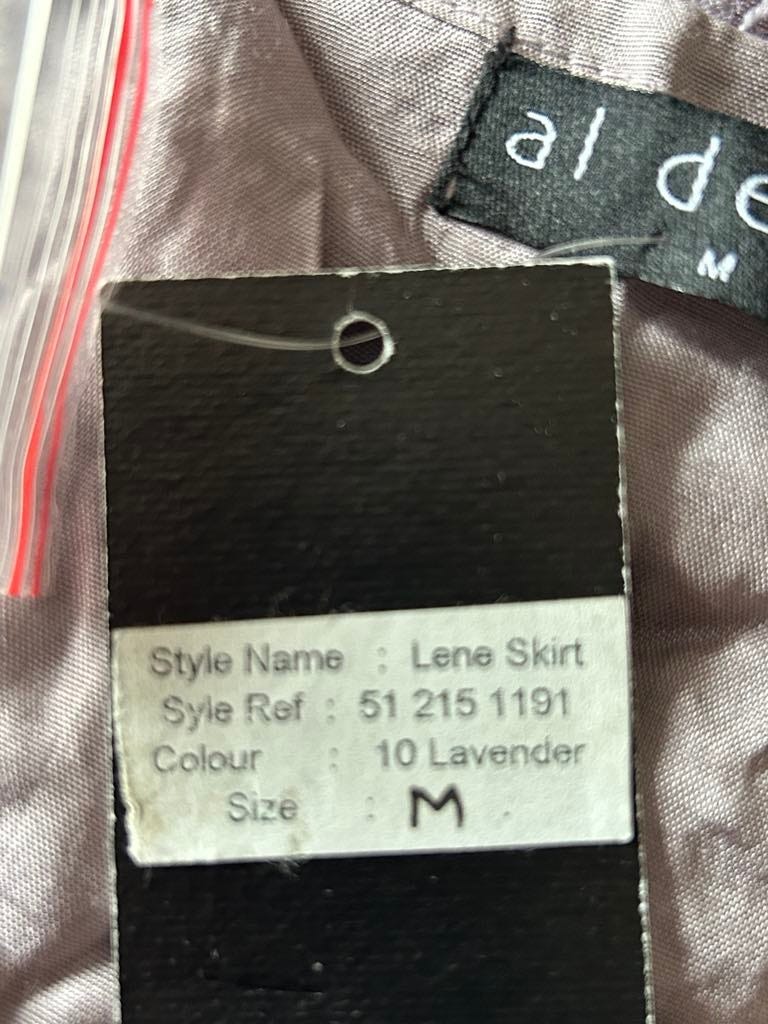 al de
M
Style Name : Lene Skirt
Syle Ref : 51 215 1191
Colour : 10 Lavender
Size : M